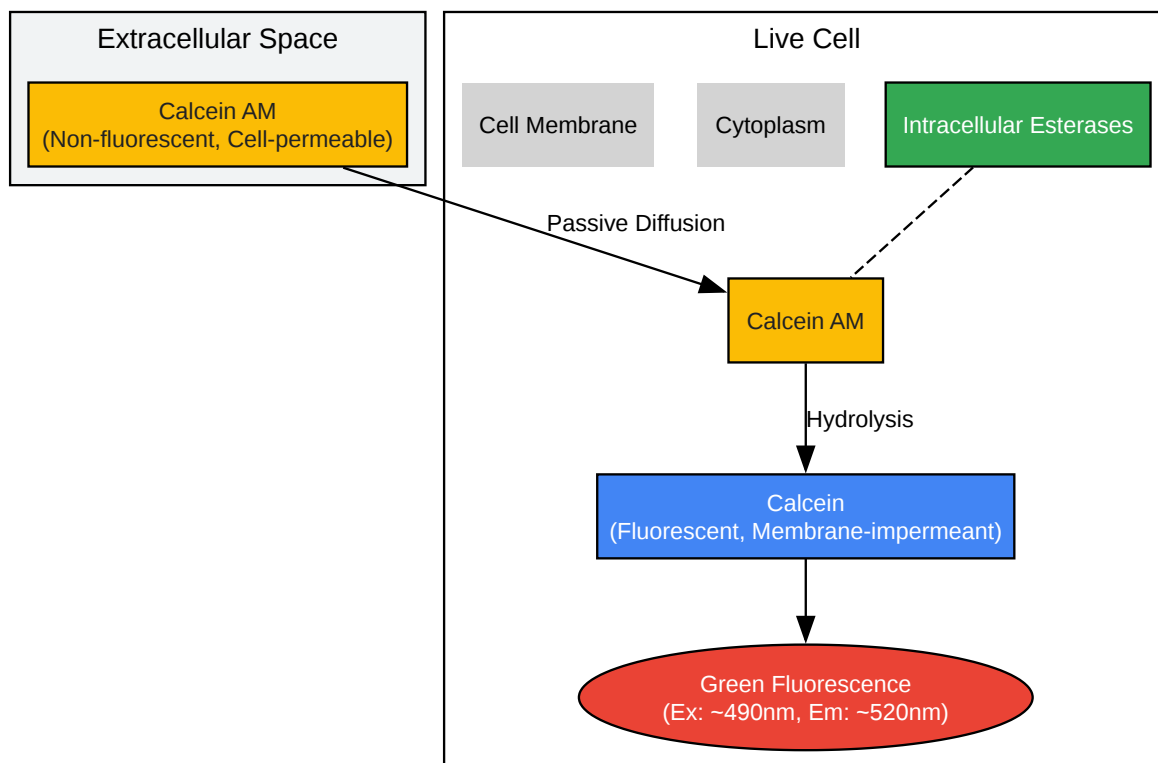 Extracellular Space
Live Cell
Calcein AM
(Non-fluorescent, Cell-permeable)
Cell Membrane
Cytoplasm
Intracellular Esterases
Passive Diffusion
Calcein AM
Hydrolysis
Calcein
(Fluorescent, Membrane-impermeant)
Green Fluorescence
(Ex: ~490nm, Em: ~520nm)